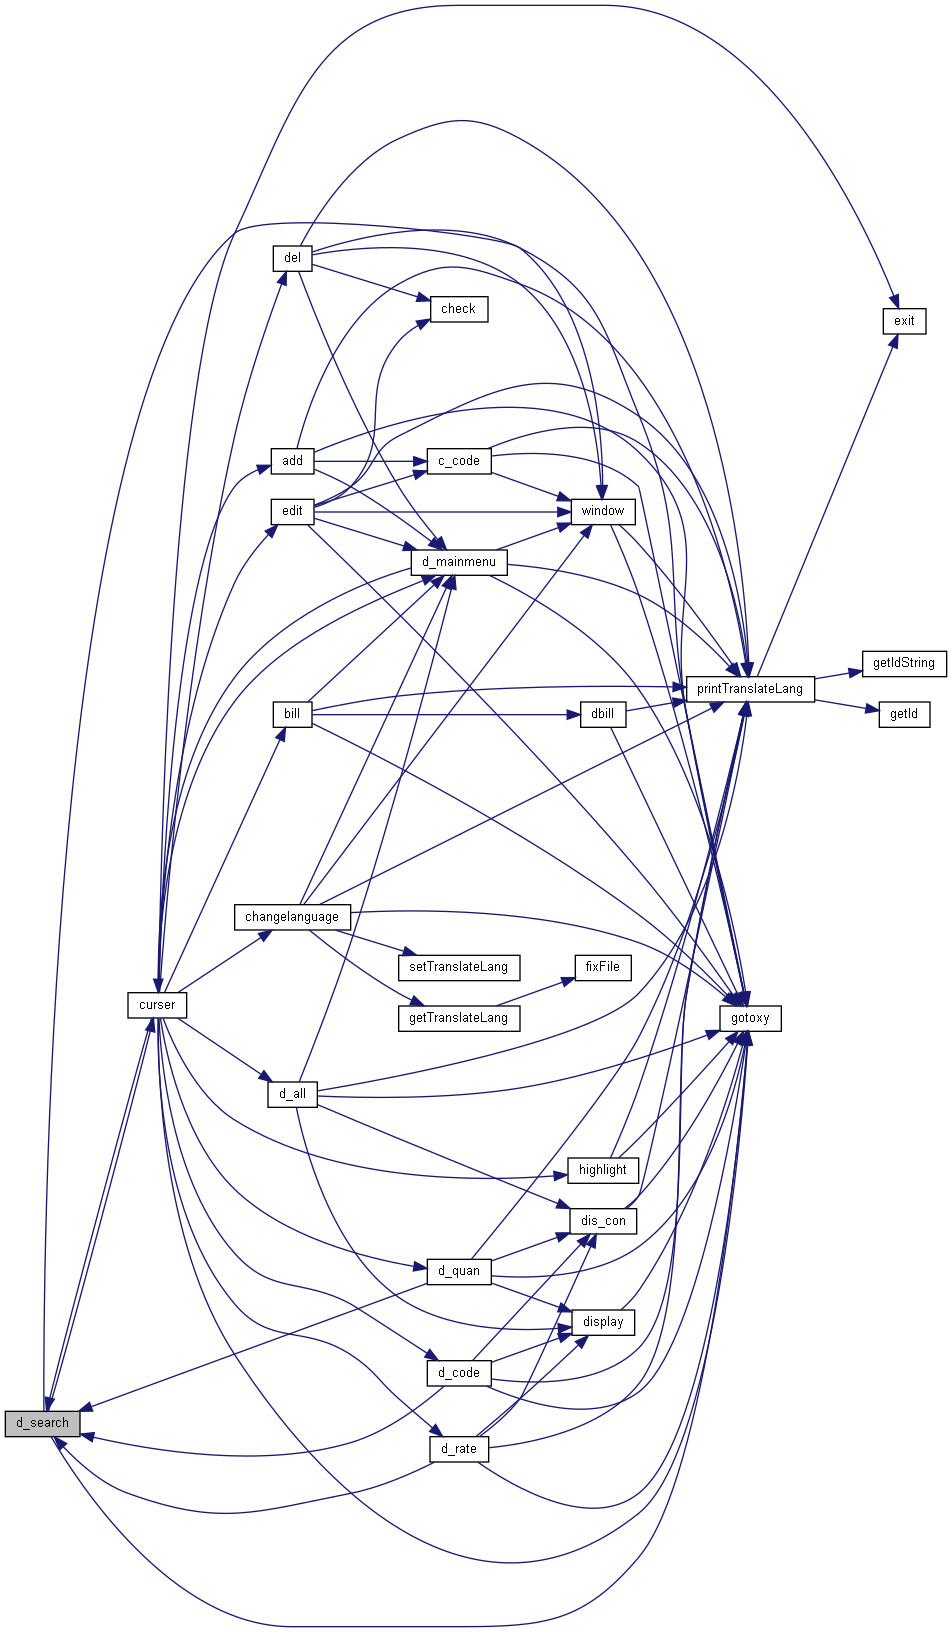 del
check
exit
add
c_code
edit
window
d_mainmenu
getIdString
printTranslateLang
bill
dbill
getId
changelanguage
setTranslateLang
fixFile
curser
getTranslateLang
gotoxy
d_all
highlight
dis_con
d_quan
display
d_code
d_search
d_rate